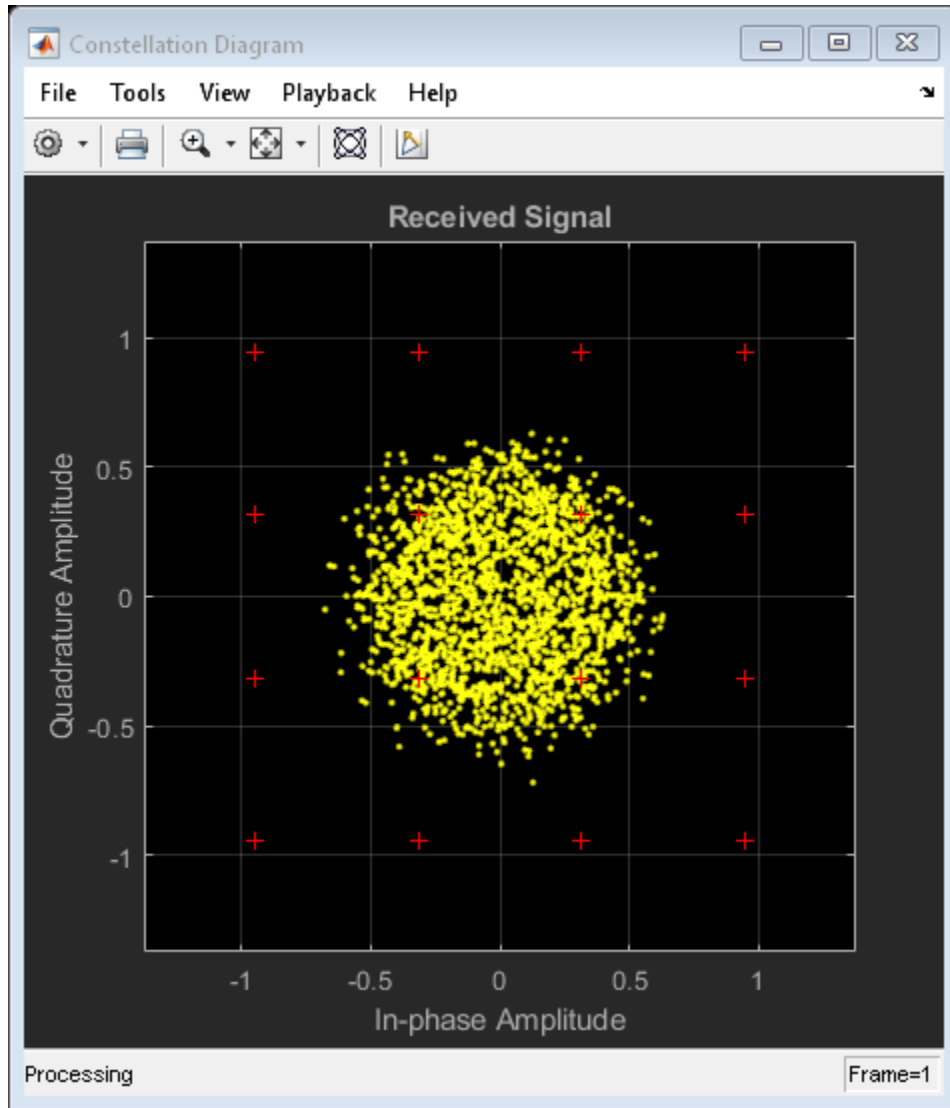 Constellation Diagram
File Tools View Playback Help
Received Signal
1
0.5
0
-0.5
-1
Quadrature Amplitude
-1 -0.5 0 0.5 1
In-phase Amplitude
Processing Frame=1